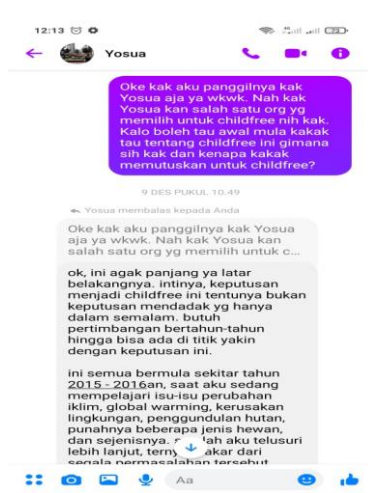 12:13
Yosua
Oke kak aku panggilnya kak
Yosua aja ya wkwk. Nah kak
Yosua kan salah satu org yg
memilih untuk childfree nih kak.
Kalo boleh tau awal mula kakak
tau tentang childfree ini gimana
sih kak dan kenapa kakak
memutuskan untuk childfree?
9 DES PUKUL 10.49
Yosua membalas kepada Anda
Oke kak aku panggilnya kak Yosua
aja ya wkwk. Nah kak Yosua kan
salah satu org yg memilih untuk c...
ok, ini agak panjang ya latar
belakangnya. intinya, keputusan
menjadi childfree ini tentunya bukan
keputusan mendadak yg hanya
dalam semalam. butuh
pertimbangan bertahun-tahun
hingga bisa ada di titik yakin
dengan keputusan ini.
ini semua bermula sekitar tahun
2015 - 2016an, saat aku sedang
mempelajari isu-isu perubahan
iklim, global warming, kerusakan
lingkungan, penggundulan hutan,
punahnya beberapa jenis hewan,
dan sejenisnya. lah aku telusuri
lebih lanjut, akar dari
segala permasalahan tersebut
Aa